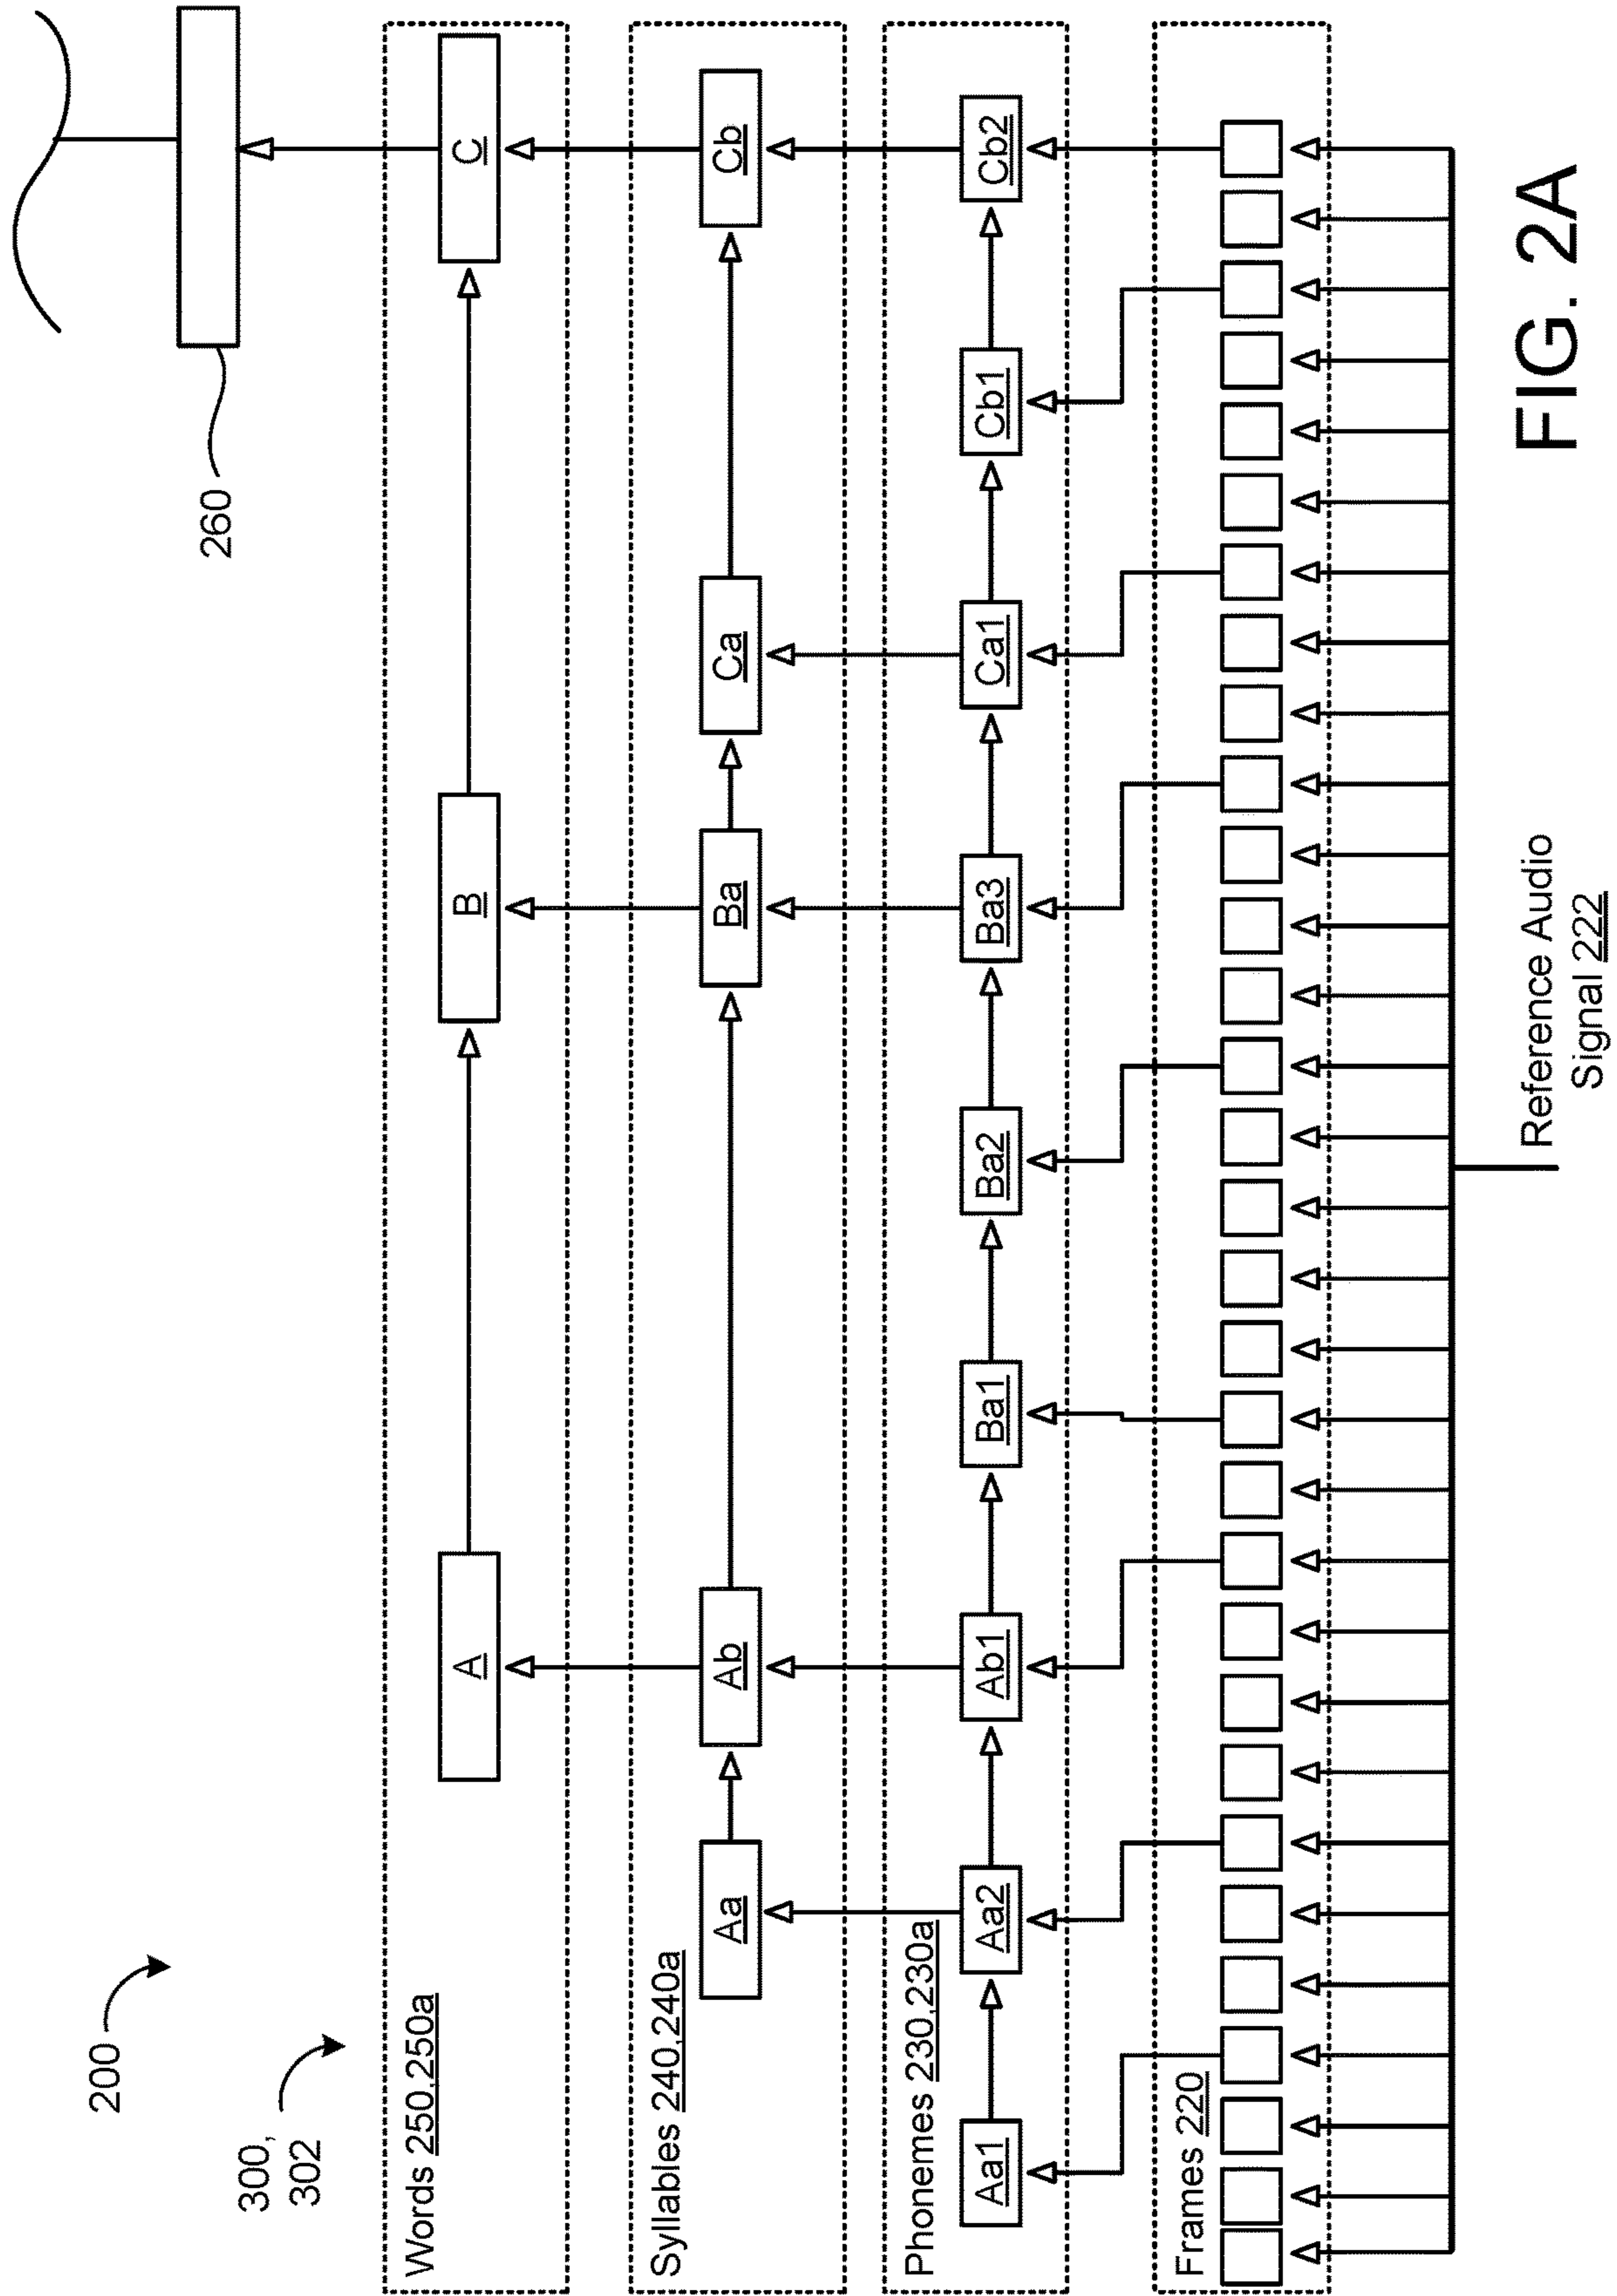 200
300,
302
260
Words 250,250a
A
B
C
Syllables 240,240a
Aa
Ab
Ba
Ca
Cb
Phonemes 230,230a
Aa1
Aa2
Ab1
Ba1
Ba2
Ba3
Ca1
Cb1
Cb2
Frames 220
Reference Audio
Signal 222
FIG. 2A